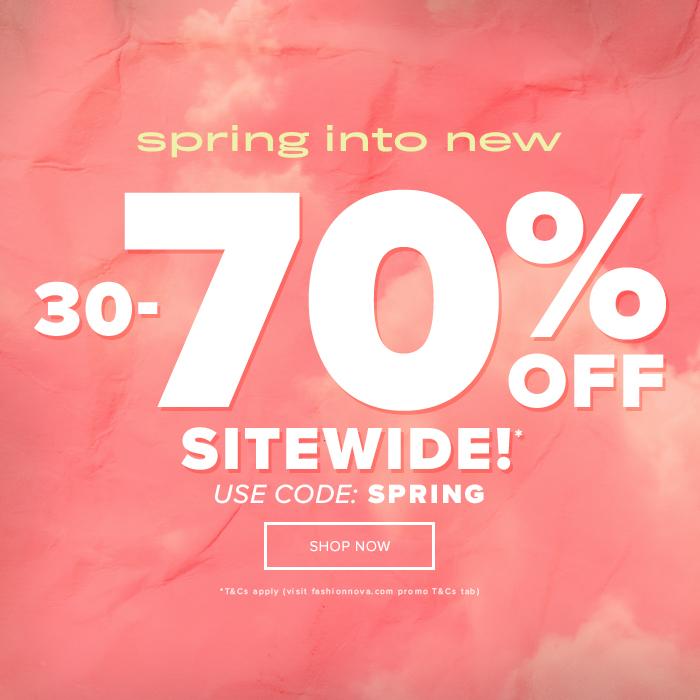 spring into new
30-70%
OFF
SITEWIDE!*
USE CODE: SPRING
SHOP NOW
*T&Cs apply (visit fashionnova.com promo T&Cs tab)